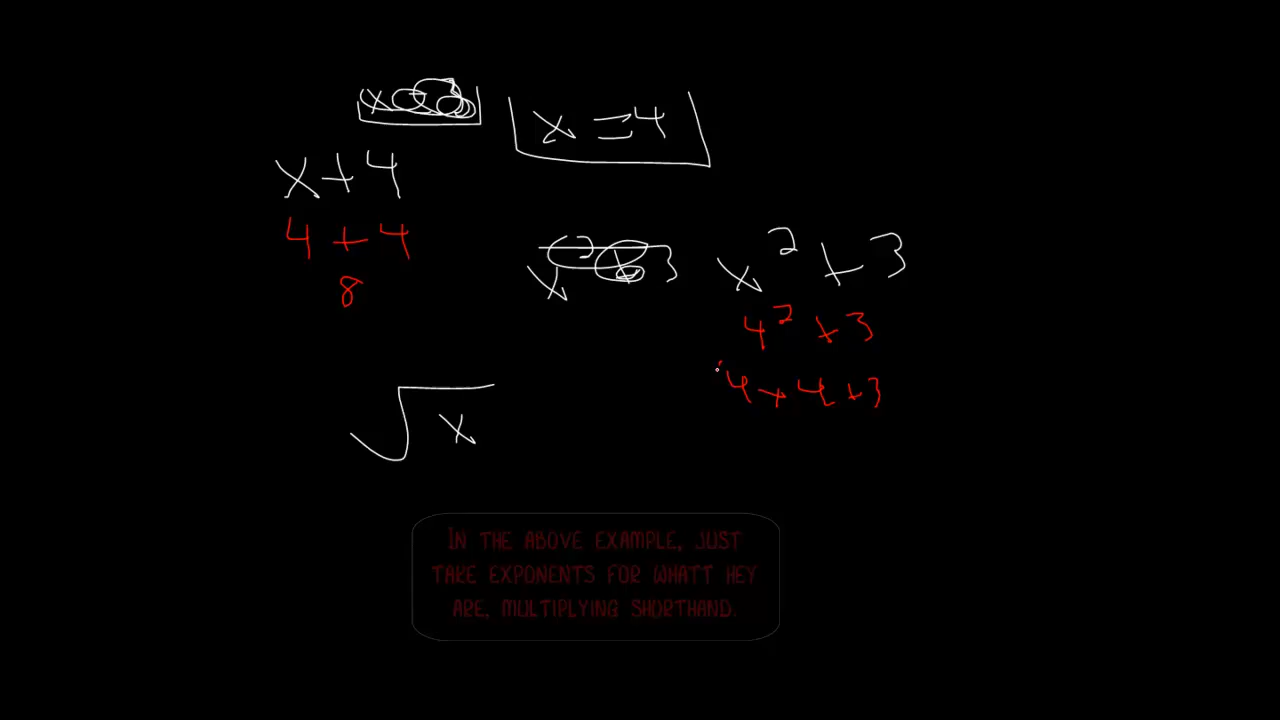 x = 4
x + 4
4 + 4
8
x² + 3
4² + 3
4 × 4 + 3
√x
IN THE ABOVE EXAMPLE, JUST
TAKE EXPONENTS FOR WHATT HEY
ARE, MULTIPLYING SHORTHAND.